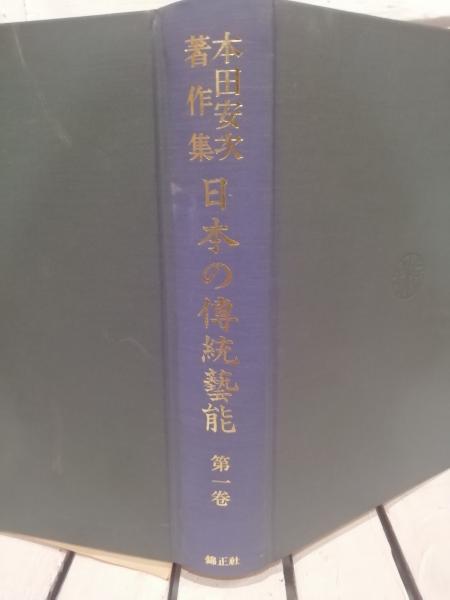 本田安次
著作集
日本の傳統藝能
第一卷
錦正社